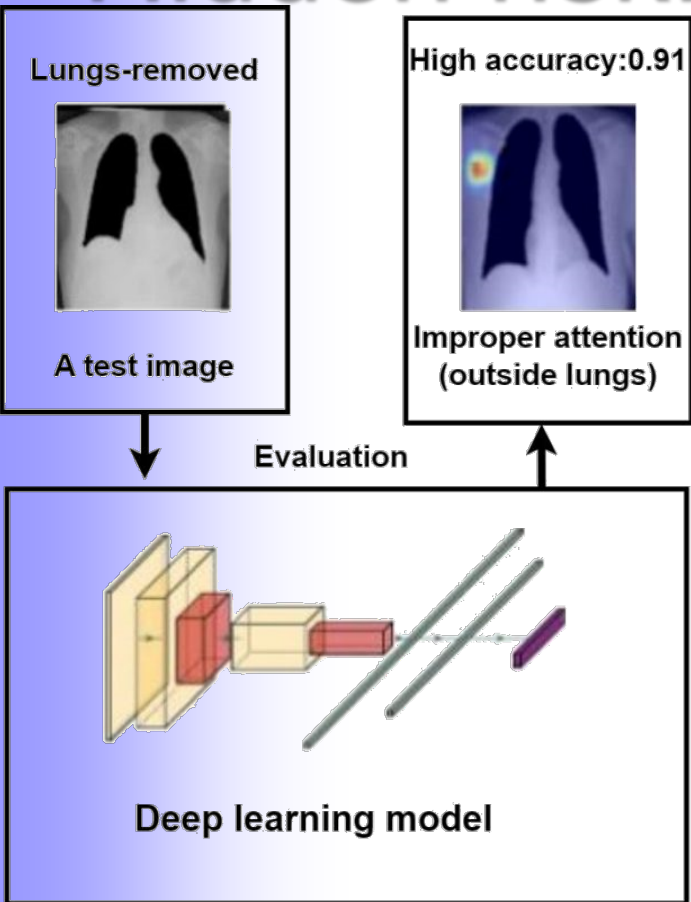 Lungs-removed
A test image
High accuracy:0.91
Improper attention
(outside lungs)
Evaluation
Deep learning model